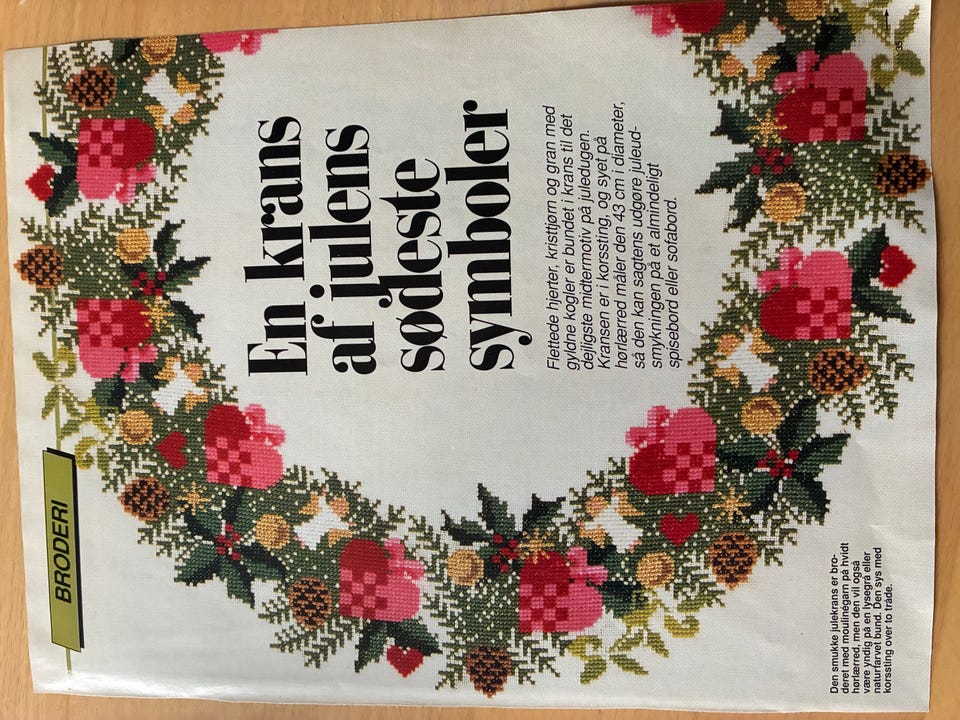 BRODERI
En krans
af julens
sødeste
symboler
Flettede hjerter, kristtjørn og gran med
gyldne kogler er bundet i krans til det
dejligste midtermotiv på juledugen.
Kransen er i korssting, og syet på
hørlærred måler den 43 cm i diameter,
så den kan sagtens udgøre juleud-
smykningen på et almindeligt
spisebord eller sofabord.
Den smukke julekrans er bro-
deret med moulinégarn på hvidt
hørlærred, men den vil også
være yndig på en lysegrå eller
naturfarvet bund. Den sys med
korssting over to tråde.